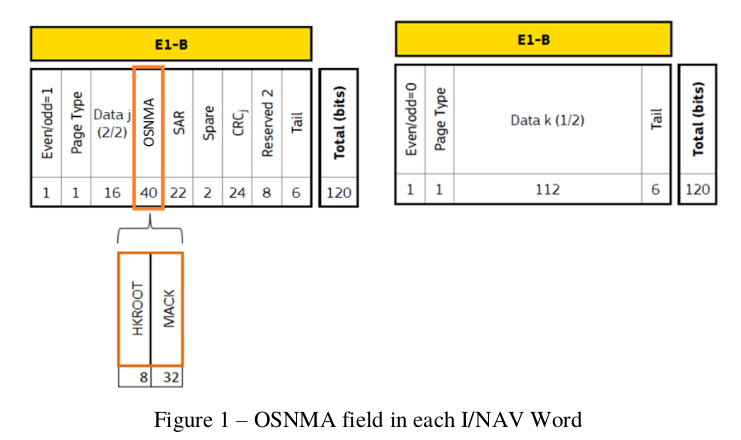 E1-B
Even/odd=1
Page Type
Data j
(2/2)
OSNMA
SAR
Spare
CRCj
Reserved 2
Tail
Total (bits)
1 1 16 40 22 2 24 8 6 120
HKROOT
MACK
8 32
E1-B
Even/odd=0
Page Type
Data k (1/2)
Tail
Total (bits)
1 1 112 6 120
Figure 1 – OSNMA field in each I/NAV Word